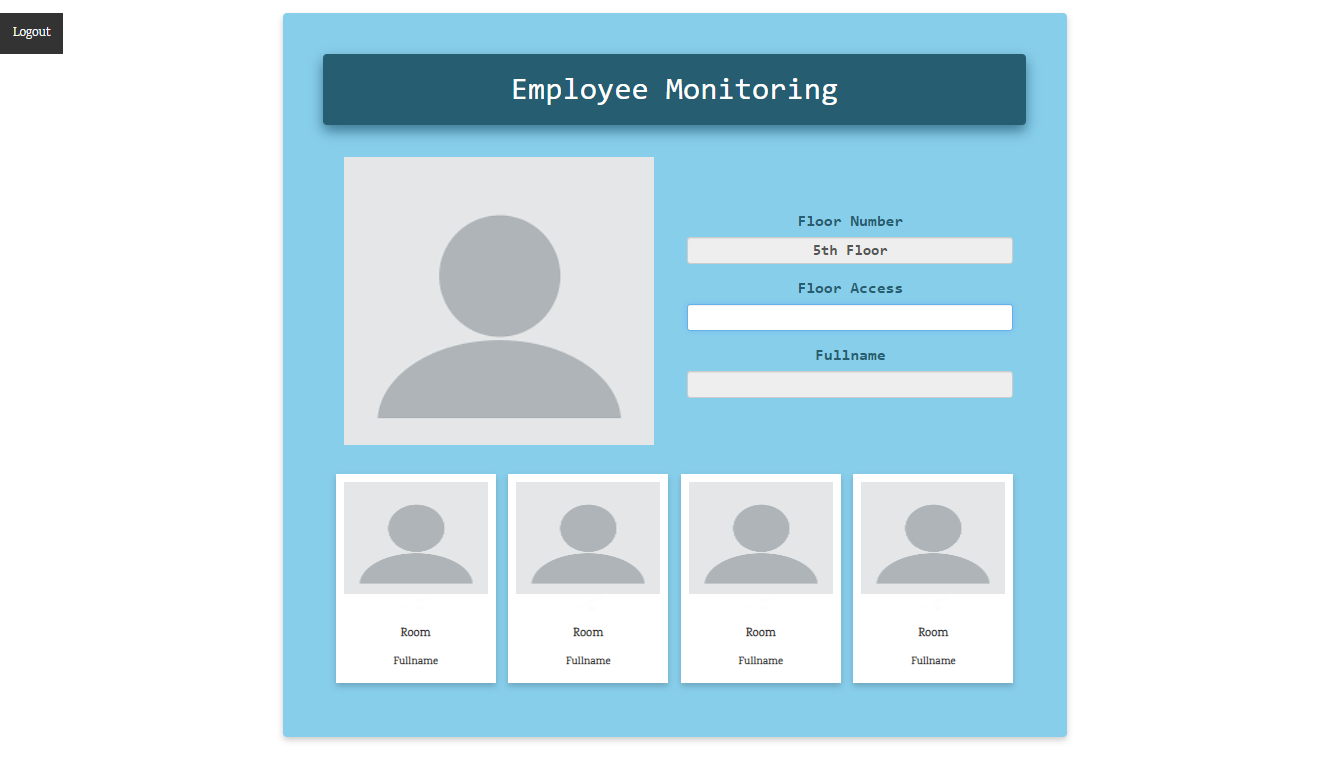 Logout
Employee Monitoring
Floor Number
5th Floor
Floor Access
Fullname
Room
Fullname
Room
Fullname
Room
Fullname
Room
Fullname